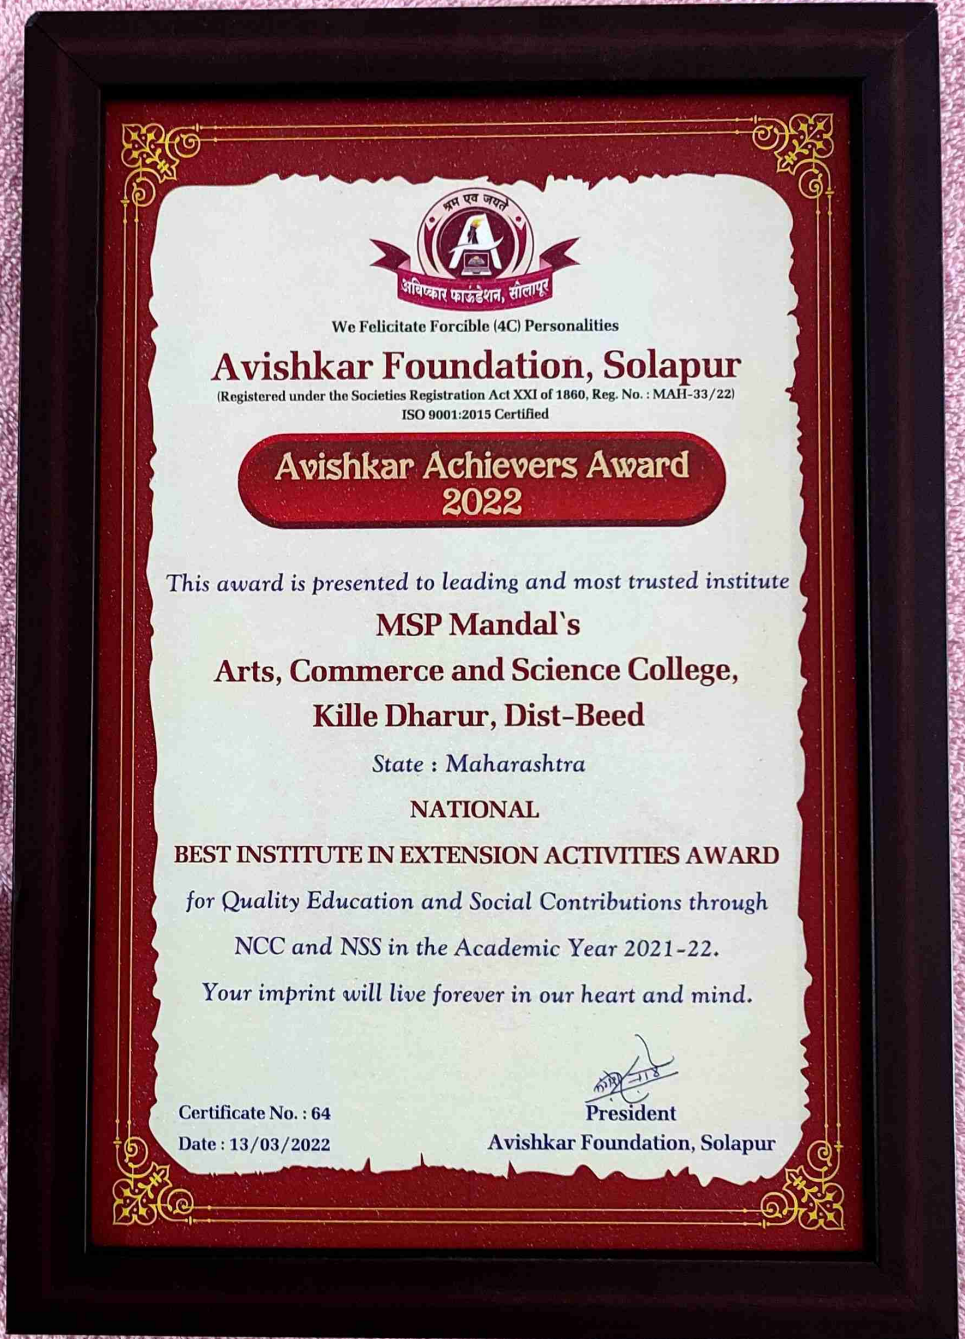 श्रम एव जयते
A
अविष्कार फाऊंडेशन, सोलापूर
We Felicitate Forcible (4C) Personalities
Avishkar Foundation, Solapur
(Registered under the Societies Registration Act XXI of 1860, Reg. No. : MAH-33/22)
ISO 9001:2015 Certified
Avishkar Achievers Award
2022
This award is presented to leading and most trusted institute
MSP Mandal`s
Arts, Commerce and Science College,
Kille Dharur, Dist-Beed
State : Maharashtra
NATIONAL
BEST INSTITUTE IN EXTENSION ACTIVITIES AWARD
for Quality Education and Social Contributions through
NCC and NSS in the Academic Year 2021-22.
Your imprint will live forever in our heart and mind.
Certificate No. : 64
President
Date : 13/03/2022
Avishkar Foundation, Solapur